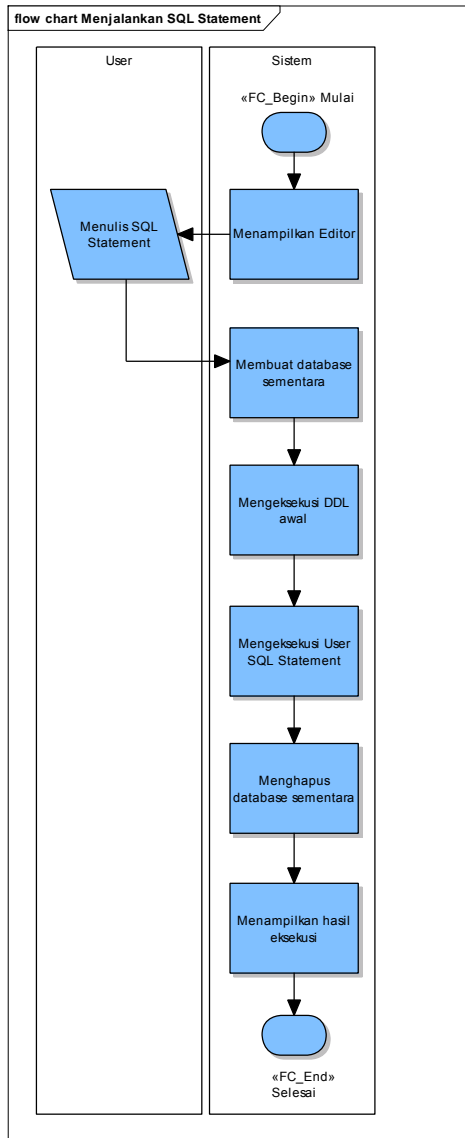 flow chart Menjalankan SQL Statement
User
Sistem
«FC_Begin» Mulai
Menampilkan Editor
Menulis SQL
Statement
Membuat database
sementara
Mengeksekusi DDL
awal
Mengeksekusi User
SQL Statement
Menghapus
database sementara
Menampilkan hasil
eksekusi
«FC_End»
Selesai